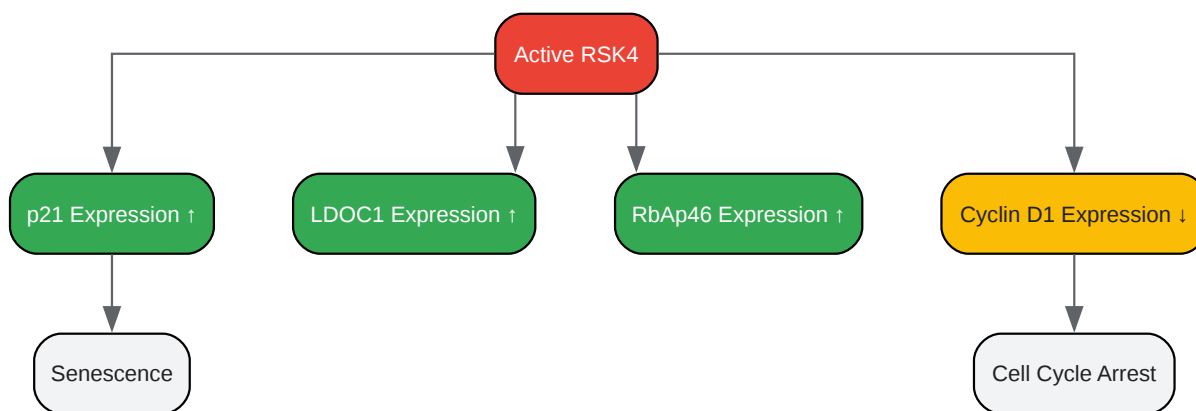 Active RSK4
p21 Expression ↑
LDOC1 Expression ↑
RbAp46 Expression ↑
Cyclin D1 Expression ↓
Senescence
Cell Cycle Arrest